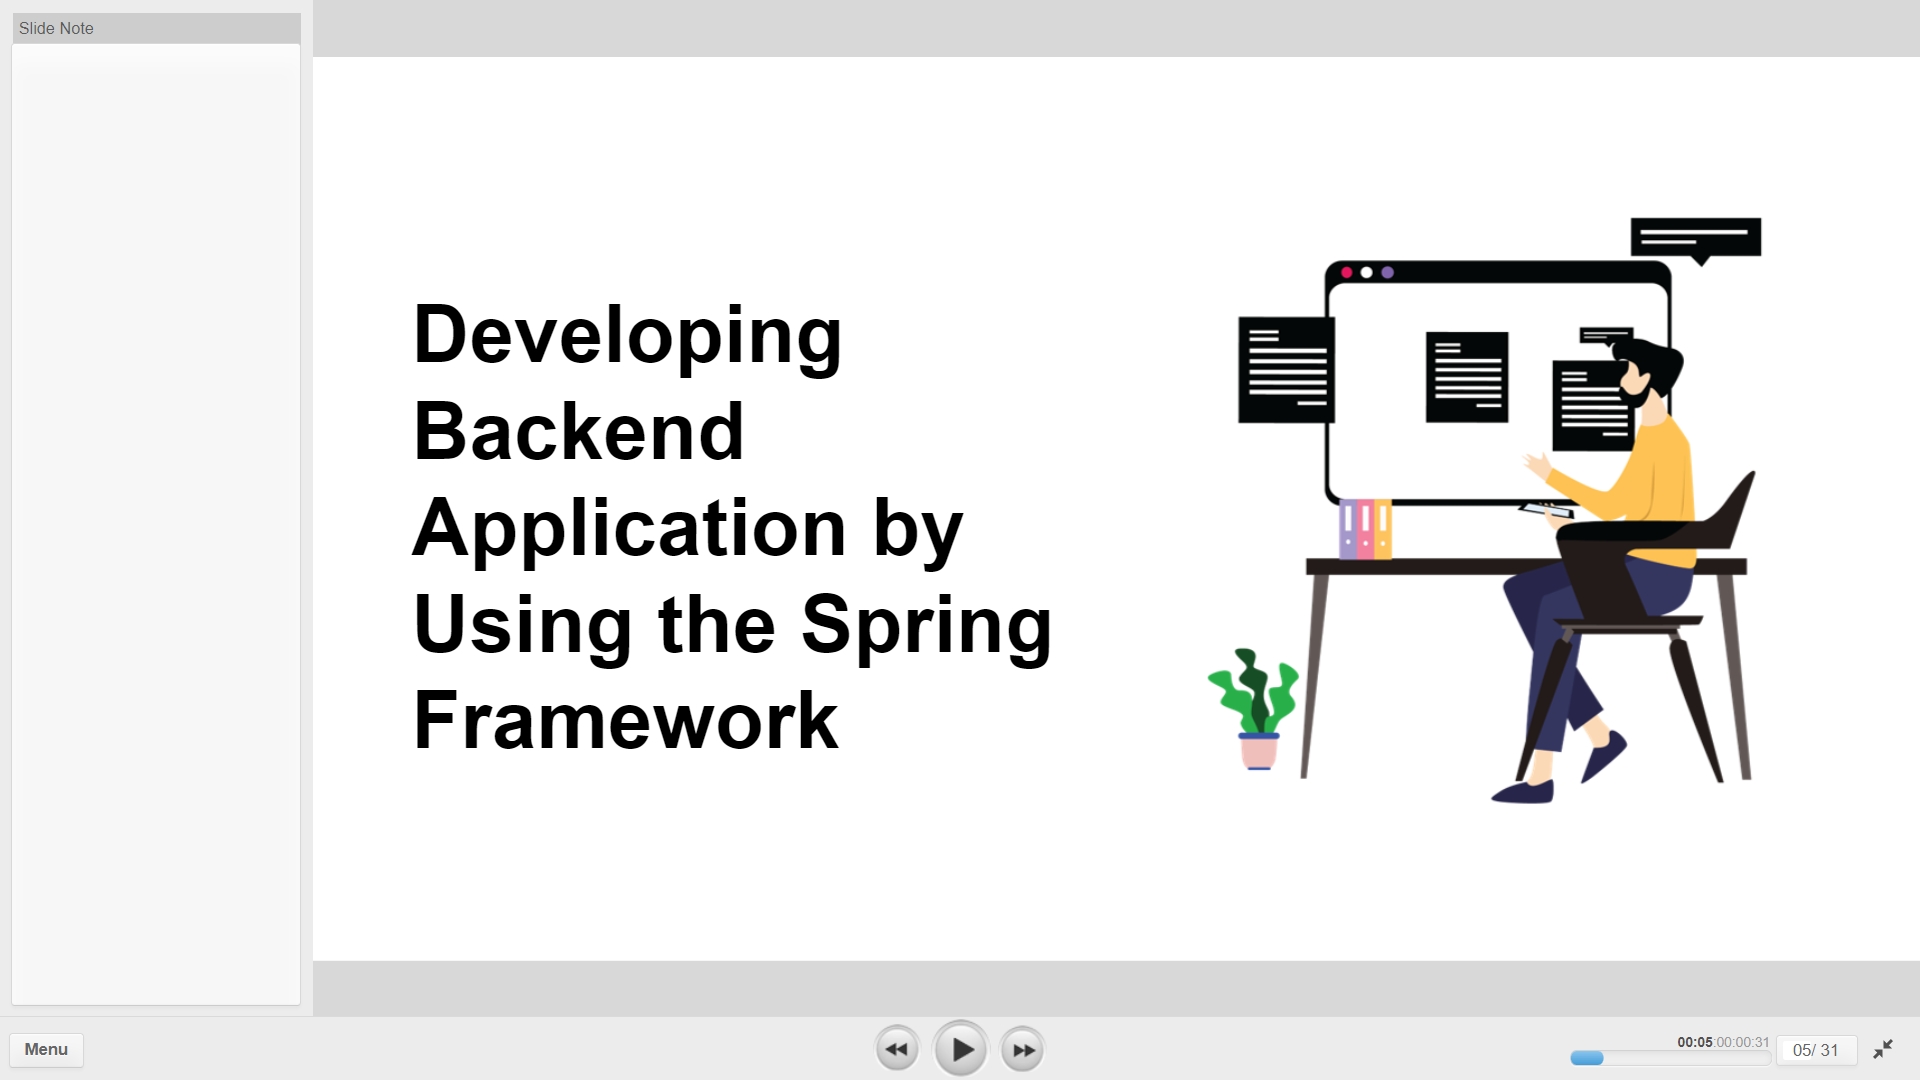 Slide Note
Developing
Backend
Application by
Using the Spring
Framework
Menu
00:05:00:00:31
05/ 31